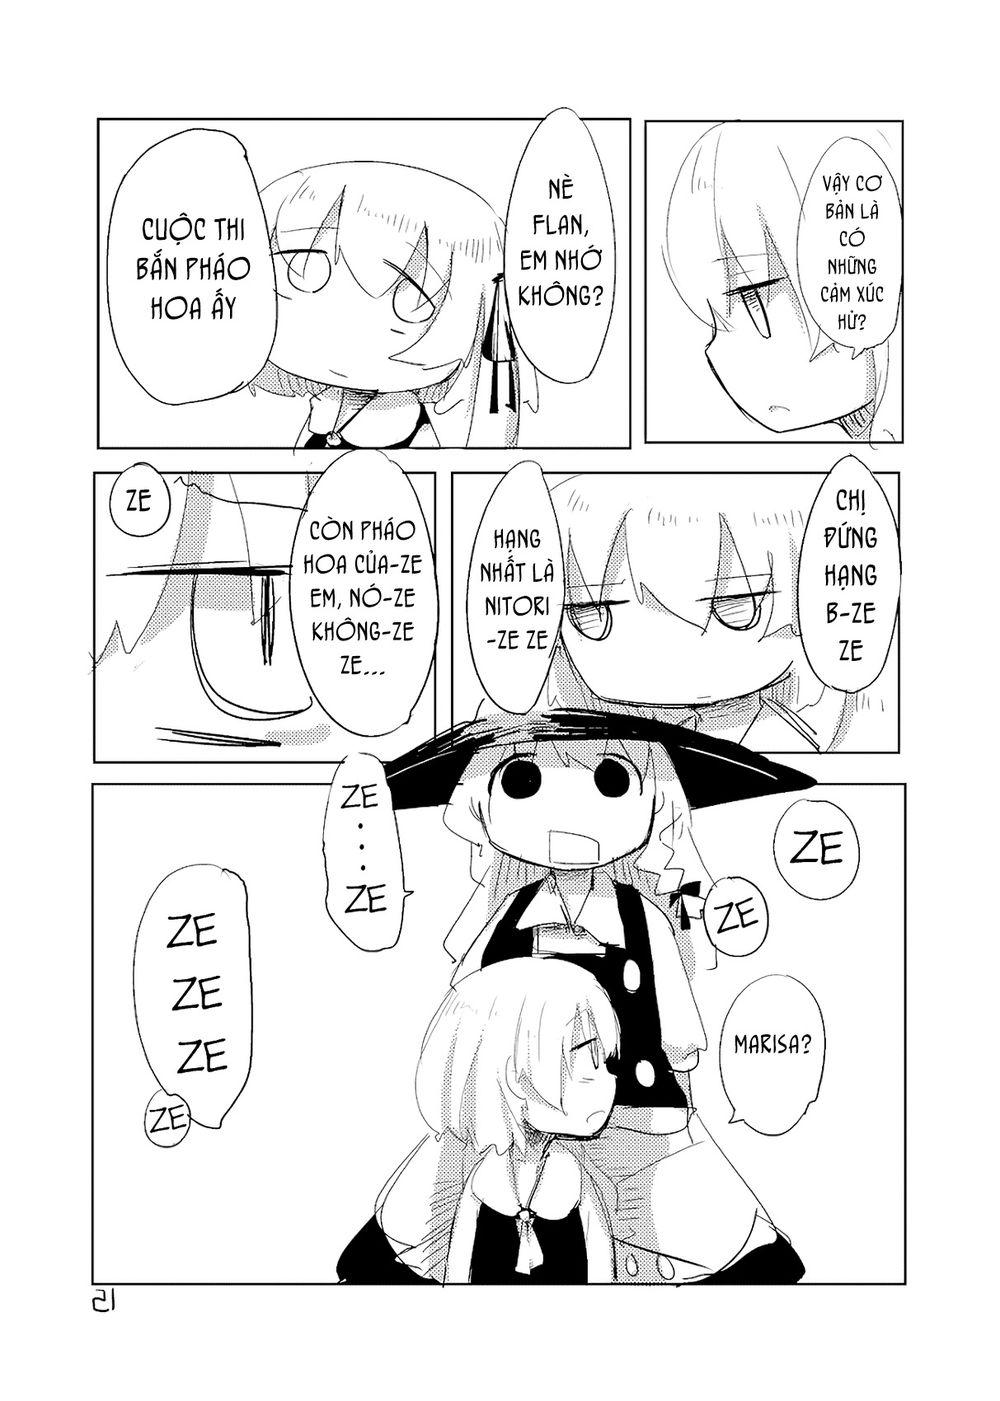 VẬY CƠ
BẢN LÀ
CÓ
NHỮNG
CẢM XÚC
HỬ?
NÈ
FLAN,
EM NHỚ
KHÔNG?
CUỘC THI
BẮN PHÁO
HOA ẤY
CHỊ
ĐỨNG
HẠNG
B-ZE
ZE
HẠNG
NHẤT LÀ
NITORI
-ZE ZE
CÒN PHÁO
HOA CỦA-ZE
EM, NÓ-ZE
KHÔNG-ZE
ZE...
ZE
ZE
ZE
MARISA?
ZE
....
ZE
ZE
ZE
ZE
ZE
21